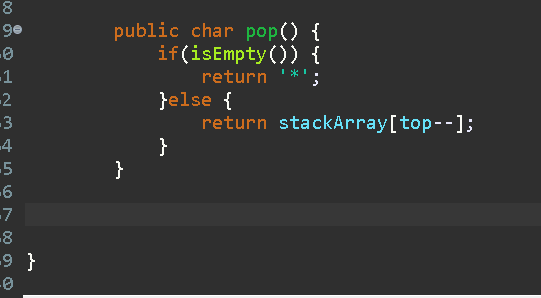 8
9 public char pop() {
0 if(isEmpty()) {
1 return '*';
2 }else {
3 return stackArray[top--];
4 }
5 }
6
7
8
9 }
0